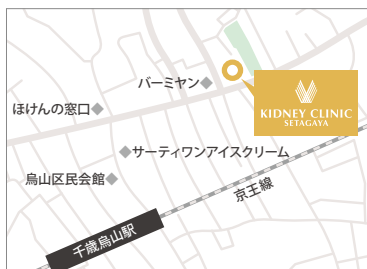 バーミヤン
ほけんの窓口
KIDNEY CLINIC
SETAGAYA
サーティワンアイスクリーム
烏山区民会館
京王線
千歳烏山駅